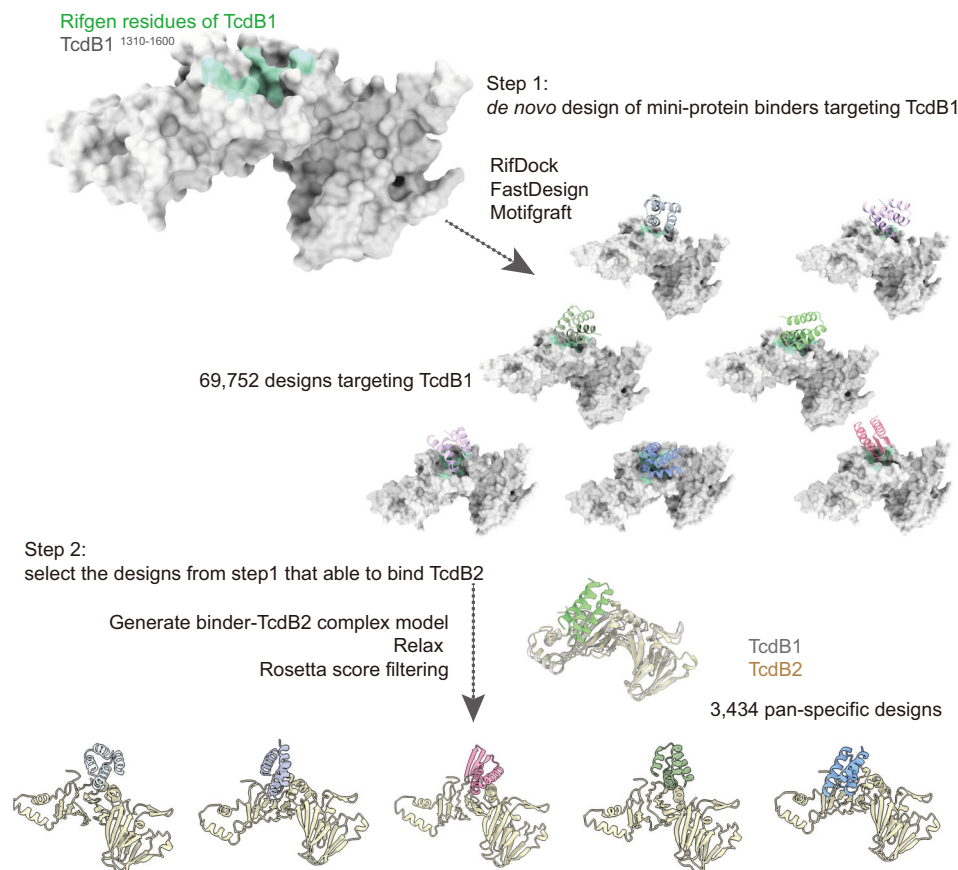 Rifgen residues of TcdB1
TcdB1 1310-1600
Step 1:
de novo design of mini-protein binders targeting TcdB1
RifDock
FastDesign
Motifgraft
69,752 designs targeting TcdB1
Step 2:
select the designs from step1 that able to bind TcdB2
Generate binder-TcdB2 complex model
Relax
Rosetta score filtering
TcdB1
TcdB2
3,434 pan-specific designs